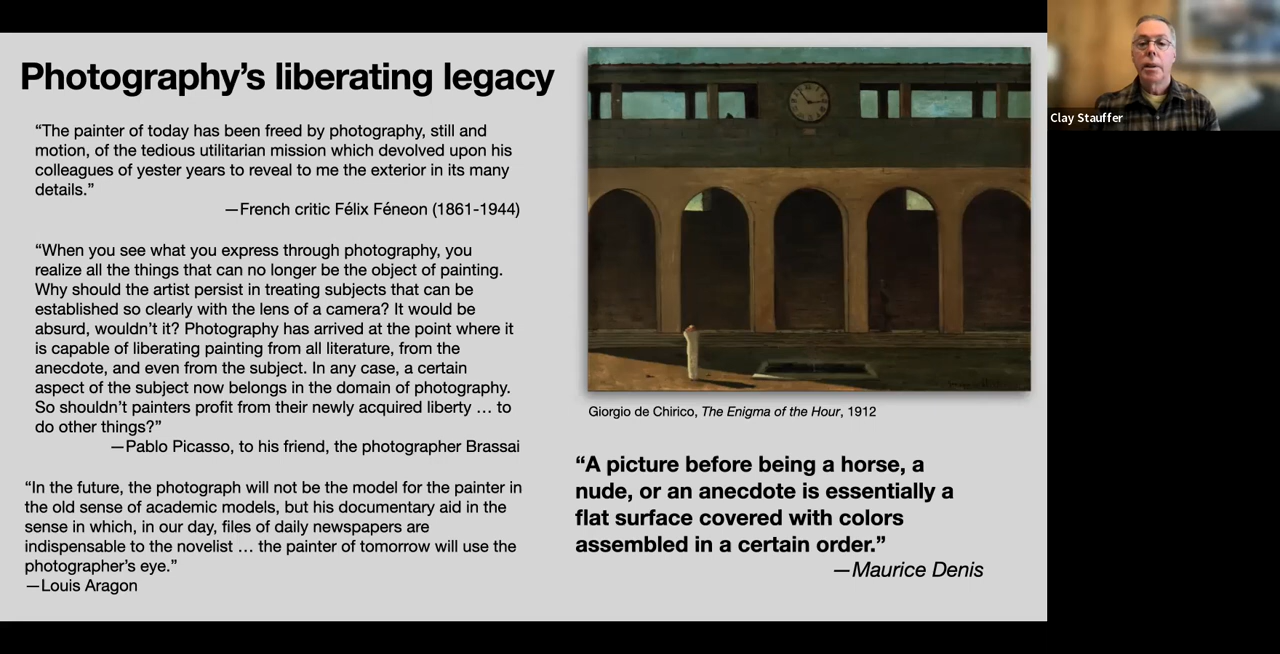 Photography’s liberating legacy
“The painter of today has been freed by photography, still and
motion, of the tedious utilitarian mission which devolved upon his
colleagues of yester years to reveal to me the exterior in its many
details.”
—French critic Félix Féneon (1861-1944)
“When you see what you express through photography, you
realize all the things that can no longer be the object of painting.
Why should the artist persist in treating subjects that can be
established so clearly with the lens of a camera? It would be
absurd, wouldn’t it? Photography has arrived at the point where it
is capable of liberating painting from all literature, from the
anecdote, and even from the subject. In any case, a certain
aspect of the subject now belongs in the domain of photography.
So shouldn’t painters profit from their newly acquired liberty … to
do other things?”
—Pablo Picasso, to his friend, the photographer Brassai
“In the future, the photograph will not be the model for the painter in
the old sense of academic models, but his documentary aid in the
sense in which, in our day, files of daily newspapers are
indispensable to the novelist … the painter of tomorrow will use the
photographer’s eye.”
—Louis Aragon
Giorgio de Chirico, The Enigma of the Hour, 1912
“A picture before being a horse, a
nude, or an anecdote is essentially a
flat surface covered with colors
assembled in a certain order.”
—Maurice Denis
Clay Stauffer